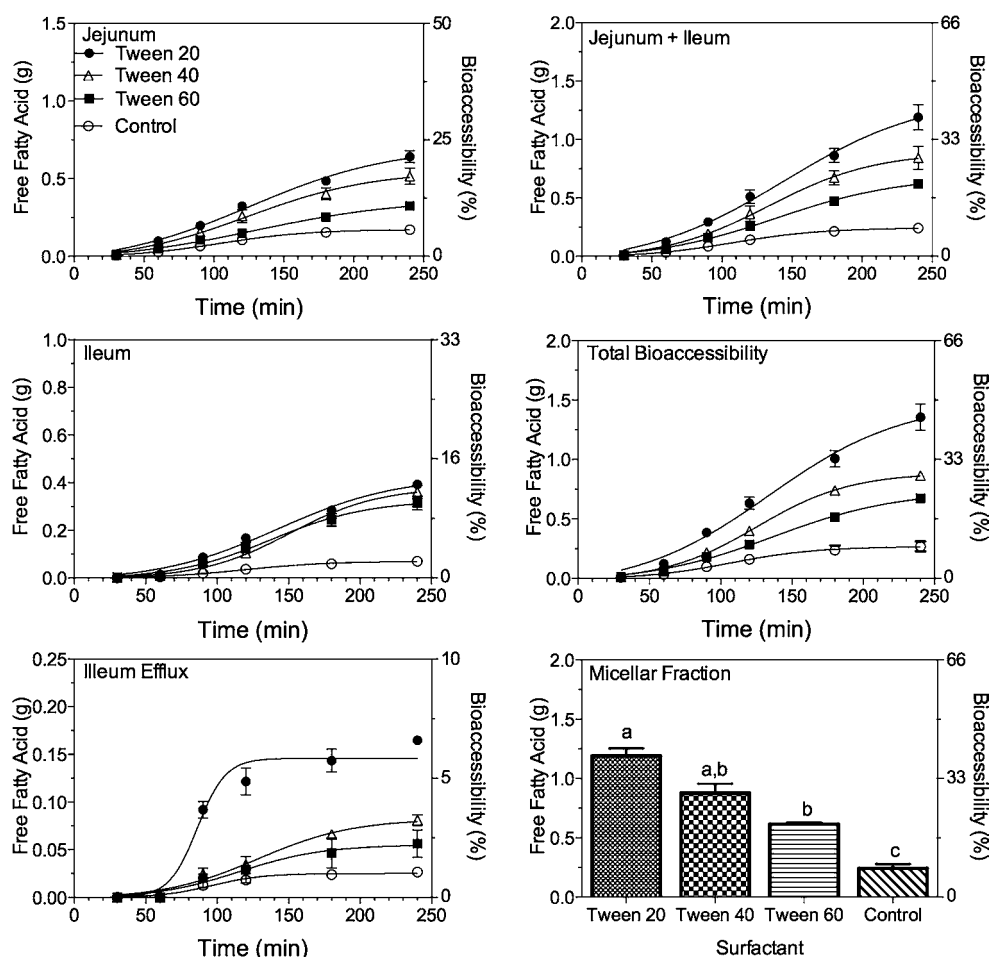 Jejunum
Tween 20
Tween 40
Tween 60
Control
Free Fatty Acid (g)
1.5
1.0
0.5
0.0
50
25
0
Bioaccessibility (%)
0 50 100 150 200 250
Time (min)
Jejunum + Ileum
Free Fatty Acid (g)
2.0
1.5
1.0
0.5
0.0
66
33
0
Bioaccessibility (%)
0 50 100 150 200 250
Time (min)
Ileum
Free Fatty Acid (g)
1.0
0.8
0.6
0.4
0.2
0.0
33
16
0
Bioaccessibility (%)
0 50 100 150 200 250
Time (min)
Total Bioaccessibility
Free Fatty Acid (g)
2.0
1.5
1.0
0.5
0.0
66
33
0
Bioaccessibility (%)
0 50 100 150 200 250
Time (min)
Illeum Efflux
Free Fatty Acid (g)
0.25
0.20
0.15
0.10
0.05
0.00
10
5
0
Bioaccessibility (%)
0 50 100 150 200 250
Time (min)
Micellar Fraction
Free Fatty Acid (g)
2.0
1.5
1.0
0.5
0.0
66
33
0
Bioaccessibility (%)
a
a,b
b
c
Tween 20 Tween 40 Tween 60 Control
Surfactant